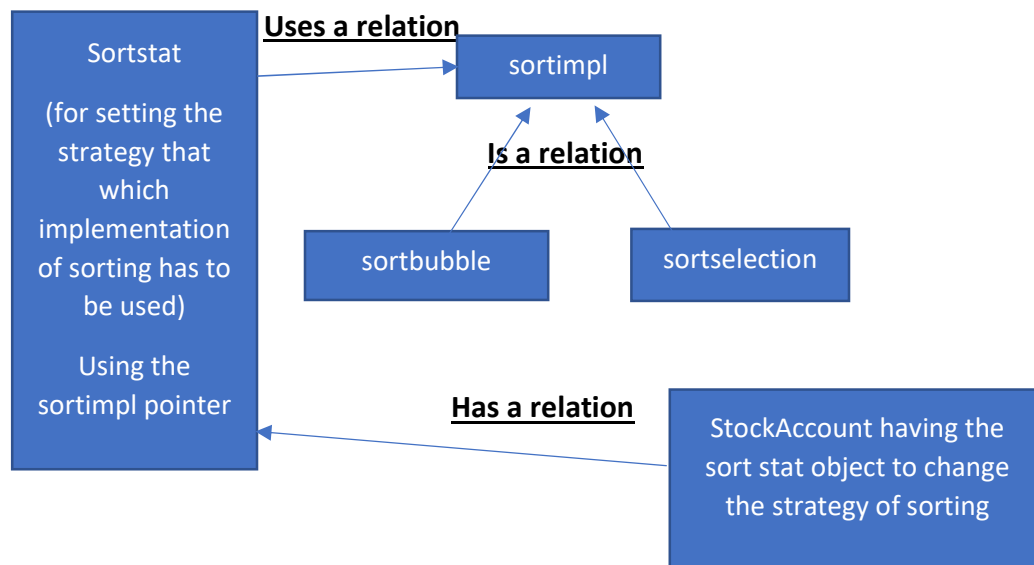 Uses a relation
Sortstat
(for setting the
strategy that
which
implementation
of sorting has to
be used)
Using the
sortimpl pointer
sortimpl
Is a relation
sortbubble
sortselection
Has a relation
StockAccount having the
sort stat object to change
the strategy of sorting